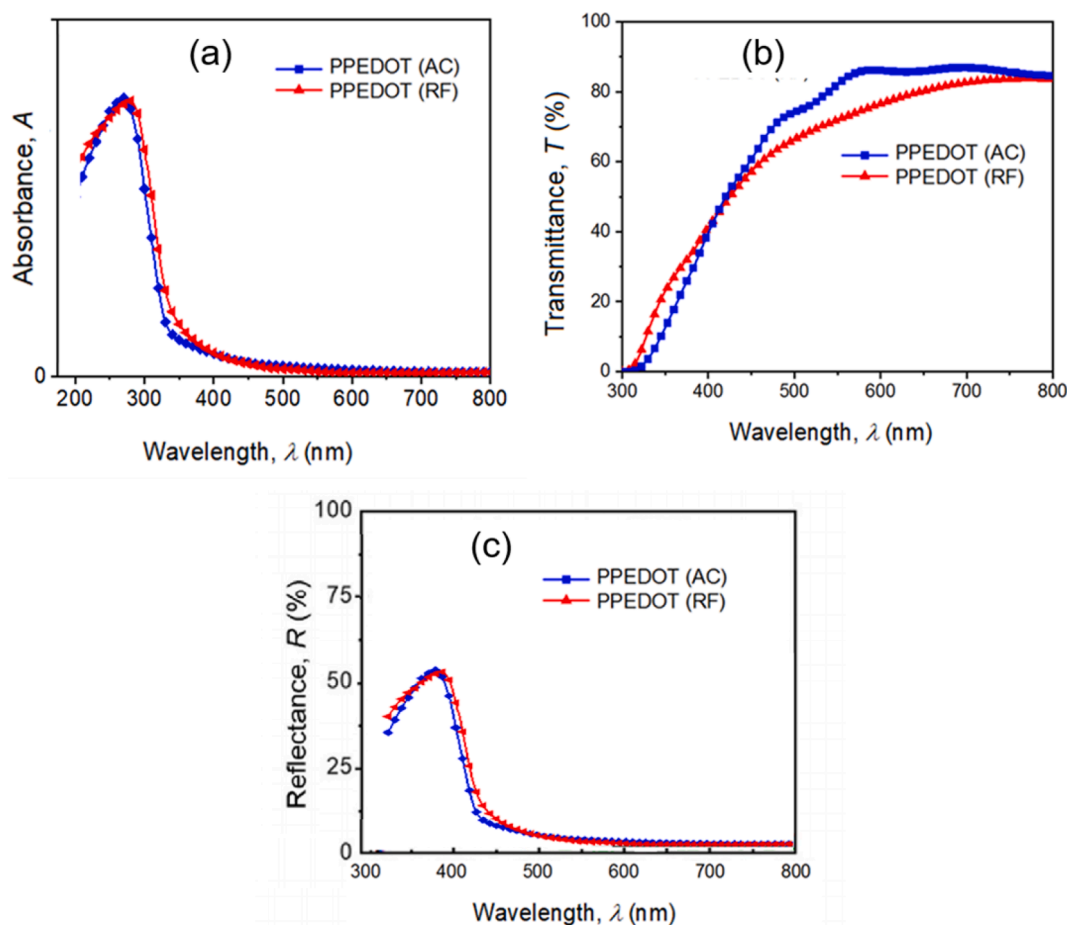 (a)
PPEDOT (AC)
PPEDOT (RF)
Absorbance, A
0
200 300 400 500 600 700 800
Wavelength, λ (nm)
(b)
100
80
60
40
20
0
PPEDOT (AC)
PPEDOT (RF)
Transmittance, T (%)
300 400 500 600 700 800
Wavelength, λ (nm)
(c)
100
75
50
25
0
PPEDOT (AC)
PPEDOT (RF)
Reflectance, R (%)
300 400 500 600 700 800
Wavelength, λ (nm)